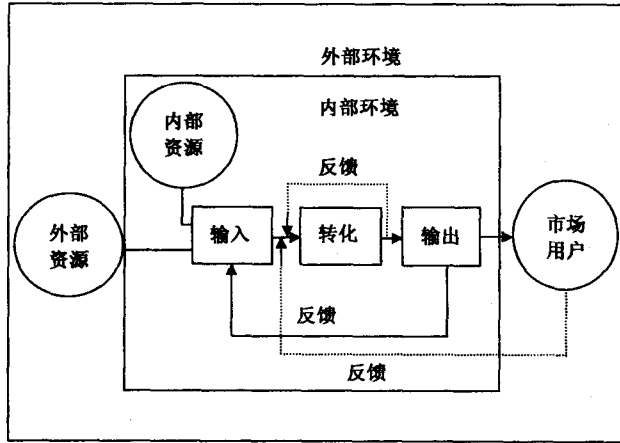 外部环境
内部环境
内部
资源
反馈
外部
资源
输入
转化
输出
市场
用户
反馈
反馈